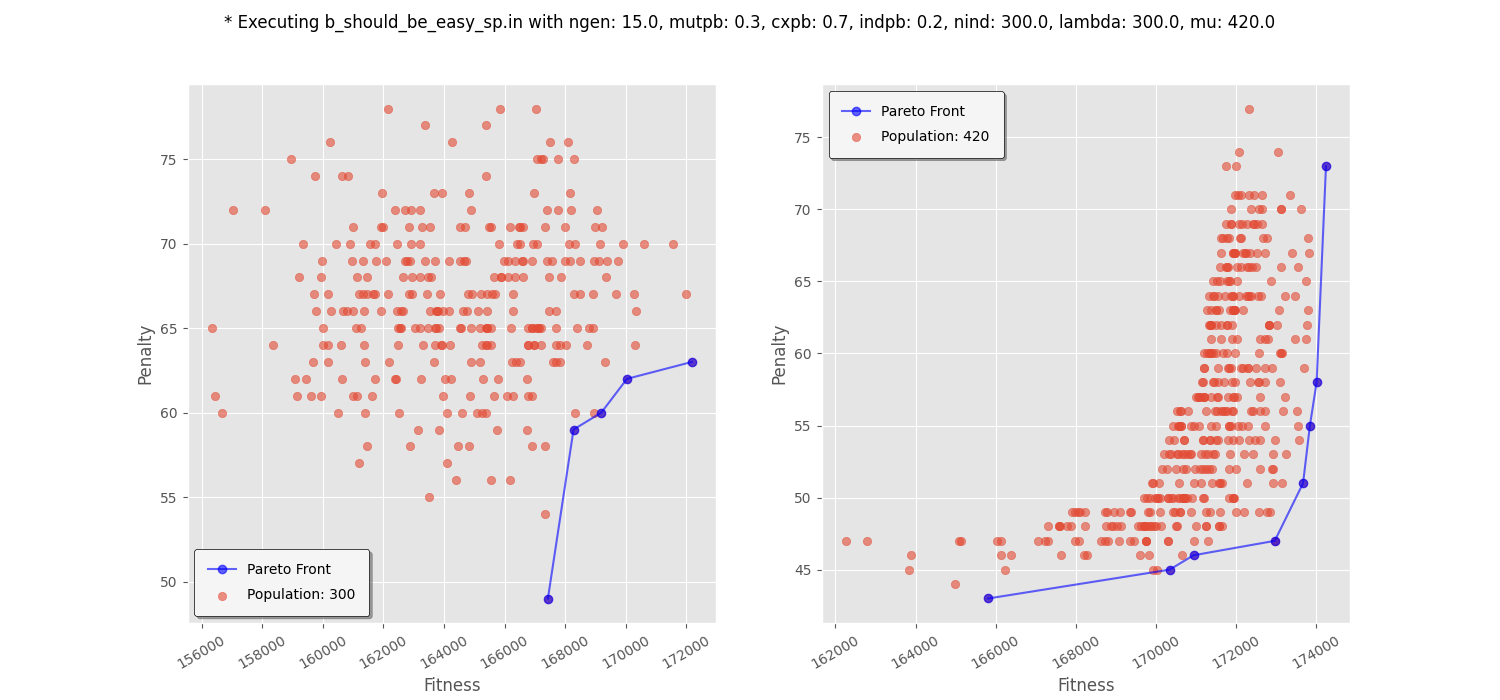 * Executing b_should_be_easy_sp.in with ngen: 15.0, mutpb: 0.3, cxpb: 0.7, indpb: 0.2, nind: 300.0, lambda: 300.0, mu: 420.0
Penalty
75
70
65
60
55
50
Pareto Front
Population: 300
156000 158000 160000 162000 164000 166000 168000 170000 172000
Fitness
Penalty
Pareto Front
Population: 420
75
70
65
60
55
50
45
162000 164000 166000 168000 170000 172000 174000
Fitness